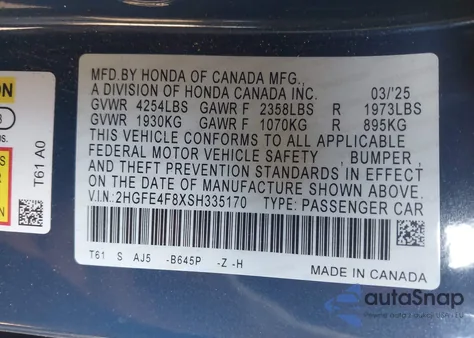 MFD.BY HONDA OF CANADA MFG.,
A DIVISION OF HONDA CANADA INC. 03/'25
GVWR 4254LBS GAWR F 2358LBS R 1973LBS
GVWR 1930KG GAWR F 1070KG R 895KG
THIS VEHICLE CONFORMS TO ALL APPLICABLE
FEDERAL MOTOR VEHICLE SAFETY , BUMPER ,
AND THEFT PREVENTION STANDARDS IN EFFECT
ON THE DATE OF MANUFACTURE SHOWN ABOVE.
V.I.N: 2HGFE4F8XSH335170 TYPE: PASSENGER CAR
T61 S AJ5 -B645P -Z -H
MADE IN CANADA
T61 A0
autoSnap